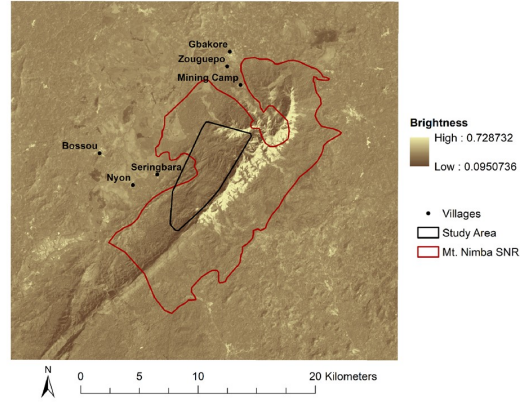 Gbakore
Zouguepo
Mining Camp
Bossou
Seringbara
Nyon
Brightness
High : 0.728732
Low : 0.0950736
Villages
Study Area
Mt. Nimba SNR
N
0 5 10 20 Kilometers